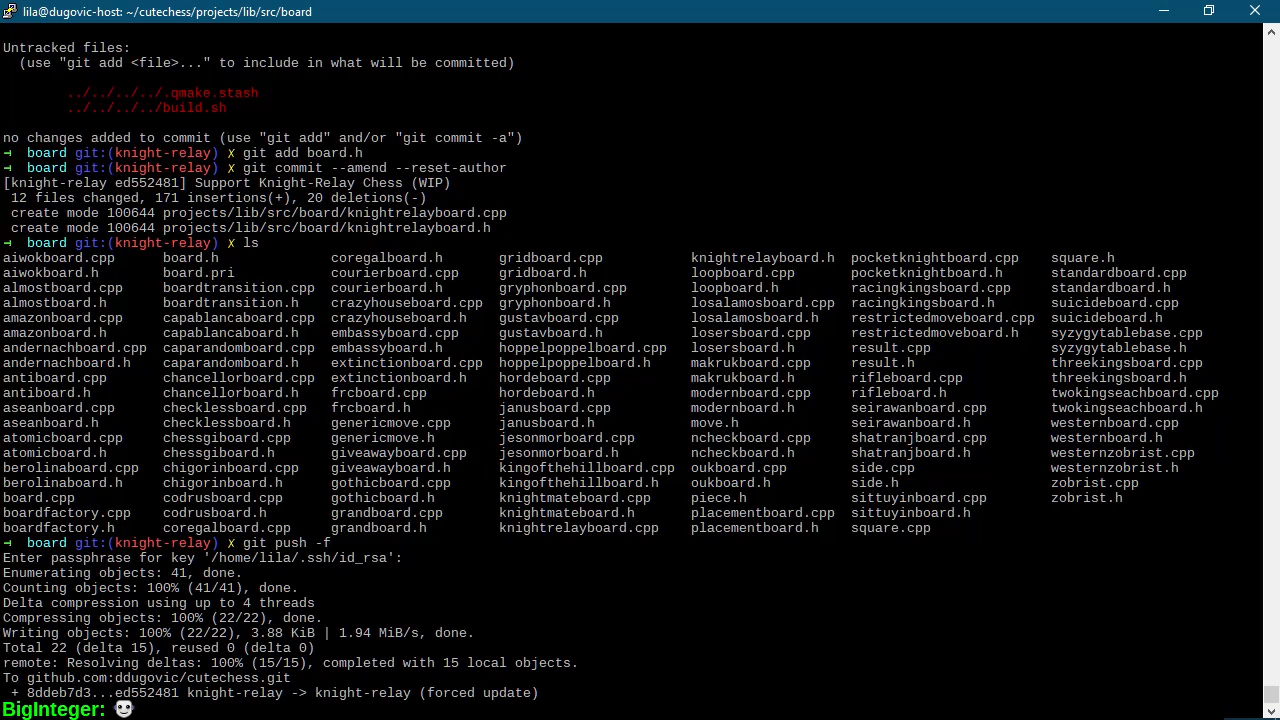 lila@dugovic-host: ~/cutechess/projects/lib/src/board
Untracked files:
(use "git add <file>..." to include in what will be committed)
../../../../.qmake.stash
../../../../build.sh
no changes added to commit (use "git add" and/or "git commit -a")
→ board git:(knight-relay) ✗ git add board.h
→ board git:(knight-relay) ✗ git commit --amend --reset-author
[knight-relay ed552481] Support Knight-Relay Chess (WIP)
12 files changed, 171 insertions(+), 20 deletions(-)
create mode 100644 projects/lib/src/board/knightrelayboard.cpp
create mode 100644 projects/lib/src/board/knightrelayboard.h
→ board git:(knight-relay) ✗ ls
aiwokboard.cpp board.h coregalboard.h gridboard.cpp knightrelayboard.h pocketknightboard.cpp square.h
aiwokboard.h board.pri courierboard.cpp gridboard.h loopboard.cpp pocketknightboard.h standardboard.cpp
almostboard.cpp boardtransition.cpp courierboard.h gryphonboard.cpp loopboard.h racingkingsboard.cpp standardboard.h
almostboard.h boardtransition.h crazyhouseboard.cpp gryphonboard.h losalamosboard.cpp racingkingsboard.h suicideboard.cpp
amazonboard.cpp capablancaboard.cpp crazyhouseboard.h gustavboard.cpp losalamosboard.h restrictedmoveboard.cpp suicideboard.h
amazonboard.h capablancaboard.h embassyboard.cpp gustavboard.h losersboard.cpp restrictedmoveboard.h syzygytablebase.cpp
andernachboard.cpp caparandomboard.cpp embassyboard.h hoppelpoppelboard.cpp losersboard.h result.cpp syzygytablebase.h
andernachboard.h caparandomboard.h extinctionboard.cpp hoppelpoppelboard.h makrukboard.cpp result.h threekingsboard.cpp
antiboard.cpp chancellorboard.cpp extinctionboard.h hordeboard.cpp makrukboard.h rifleboard.cpp threekingsboard.h
antiboard.h chancellorboard.h frcboard.cpp hordeboard.h modernboard.cpp rifleboard.h twokingseachboard.cpp
aseanboard.cpp checklessboard.cpp frcboard.h janusboard.cpp modernboard.h seirawanboard.cpp twokingseachboard.h
aseanboard.h checklessboard.h genericmove.cpp janusboard.h move.h seirawanboard.h westernboard.cpp
atomicboard.cpp chessgiboard.cpp genericmove.h jesonmorboard.cpp ncheckboard.cpp shatranjboard.cpp westernboard.h
atomicboard.h chessgiboard.h giveawayboard.cpp jesonmorboard.h ncheckboard.h shatranjboard.h westernzobrist.cpp
berolinaboard.cpp chigorinboard.cpp giveawayboard.h kingofthehillboard.cpp oukboard.cpp side.cpp westernzobrist.h
berolinaboard.h chigorinboard.h gothicboard.cpp kingofthehillboard.h oukboard.h side.h zobrist.cpp
board.cpp codrusboard.cpp gothicboard.h knightmateboard.cpp piece.h sittuyinboard.cpp zobrist.h
boardfactory.cpp codrusboard.h grandboard.cpp knightmateboard.h placementboard.cpp sittuyinboard.h
boardfactory.h coregalboard.cpp grandboard.h knightrelayboard.cpp placementboard.h square.cpp
→ board git:(knight-relay) ✗ git push -f
Enter passphrase for key '/home/lila/.ssh/id_rsa':
Enumerating objects: 41, done.
Counting objects: 100% (41/41), done.
Delta compression using up to 4 threads
Compressing objects: 100% (22/22), done.
Writing objects: 100% (22/22), 3.88 KiB | 1.94 MiB/s, done.
Total 22 (delta 15), reused 0 (delta 0)
remote: Resolving deltas: 100% (15/15), completed with 15 local objects.
To github.com:ddugovic/cutechess.git
+ 8ddeb7d3...ed552481 knight-relay -> knight-relay (forced update)
BigInteger: